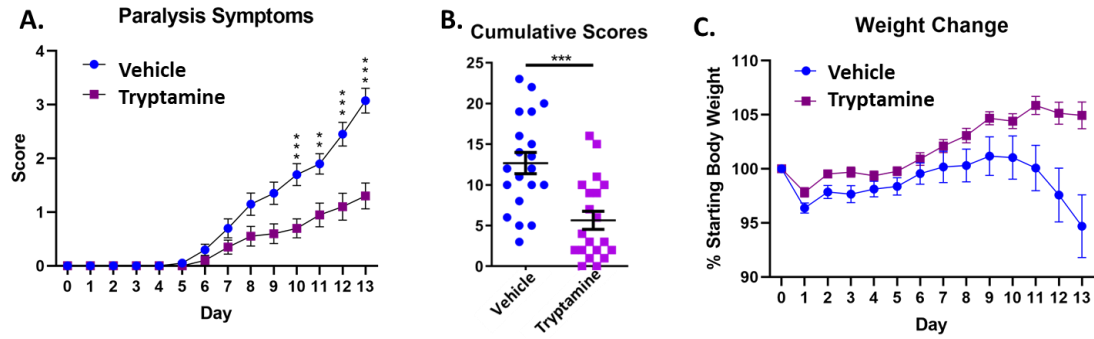 A.
Paralysis Symptoms
4
3
2
1
0
Score
Vehicle
Tryptamine
***
**
***
***
0 1 2 3 4 5 6 7 8 9 10 11 12 13
Day
B.
Cumulative Scores
***
25
20
15
10
5
0
Vehicle
Tryptamine
C.
Weight Change
110
105
100
95
90
% Starting Body Weight
Vehicle
Tryptamine
0 1 2 3 4 5 6 7 8 9 10 11 12 13
Day